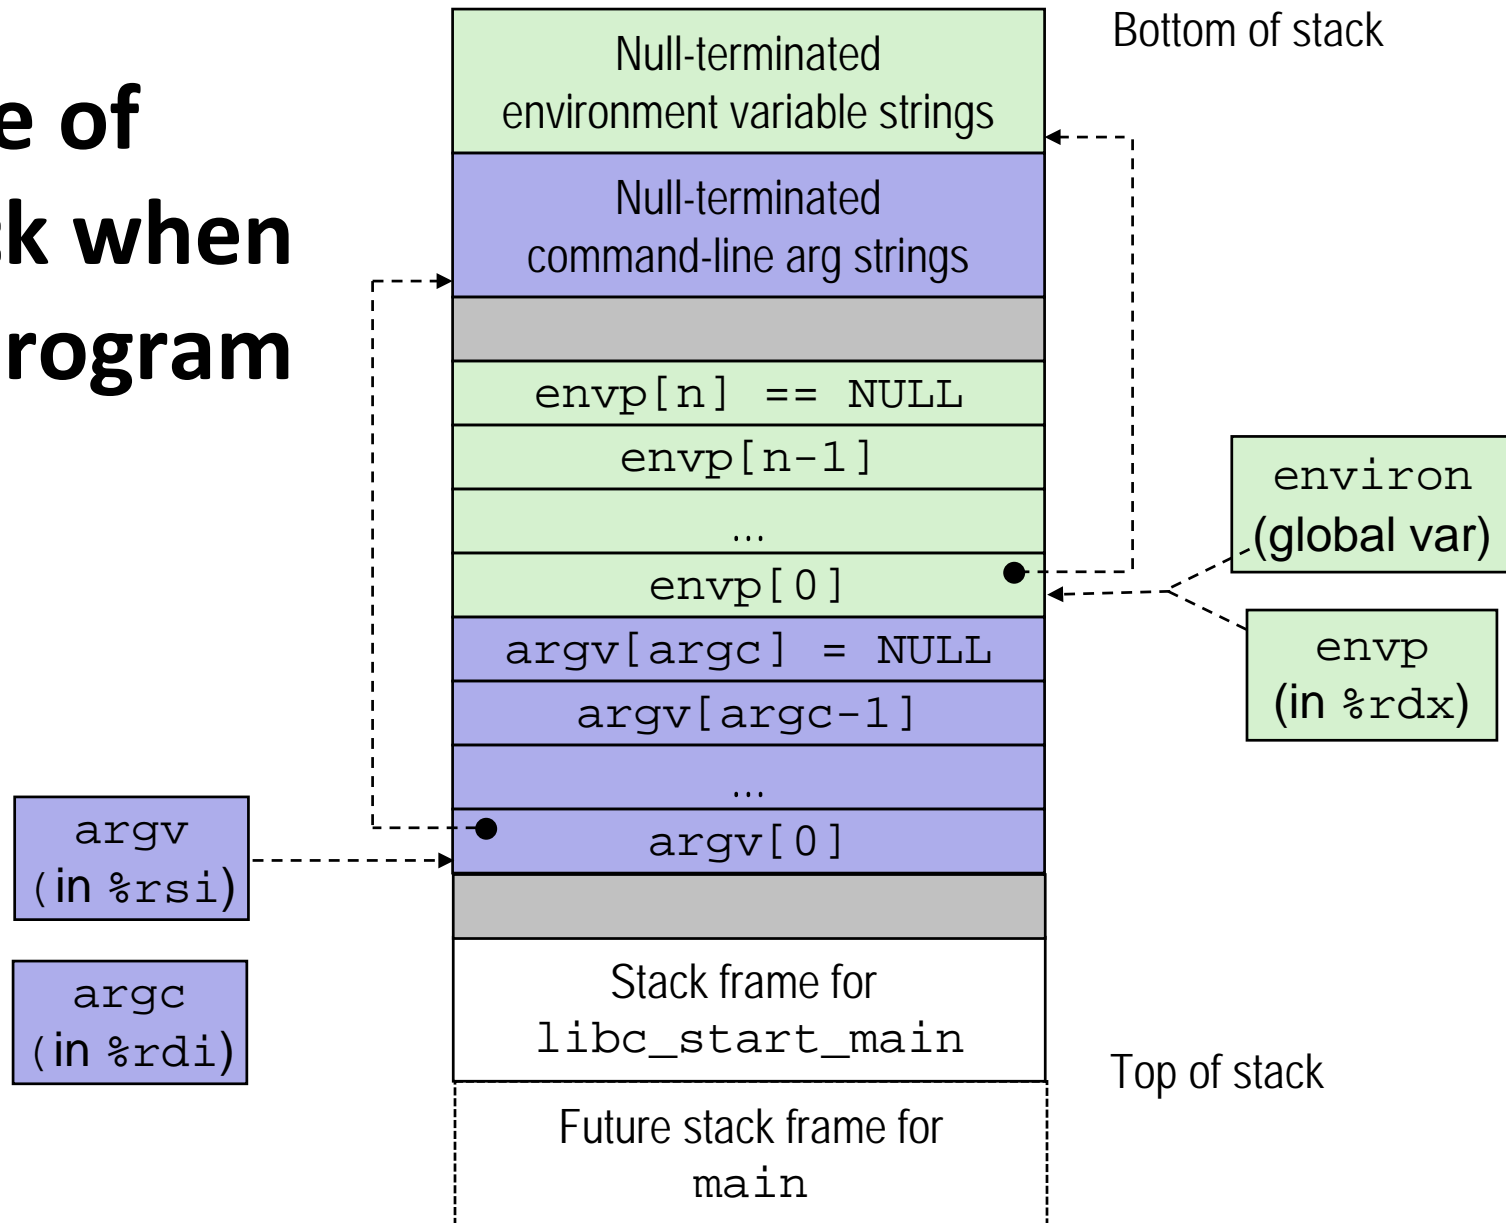 e of
ck when
rogram
Bottom of stack
Null-terminated
environment variable strings
Null-terminated
command-line arg strings
envp[n] == NULL
envp[n-1]
...
envp[0]
argv[argc] = NULL
argv[argc-1]
...
argv[0]
environ
(global var)
envp
(in %rdx)
argv
(in %rsi)
argc
(in %rdi)
Stack frame for
libc_start_main
Top of stack
Future stack frame for
main